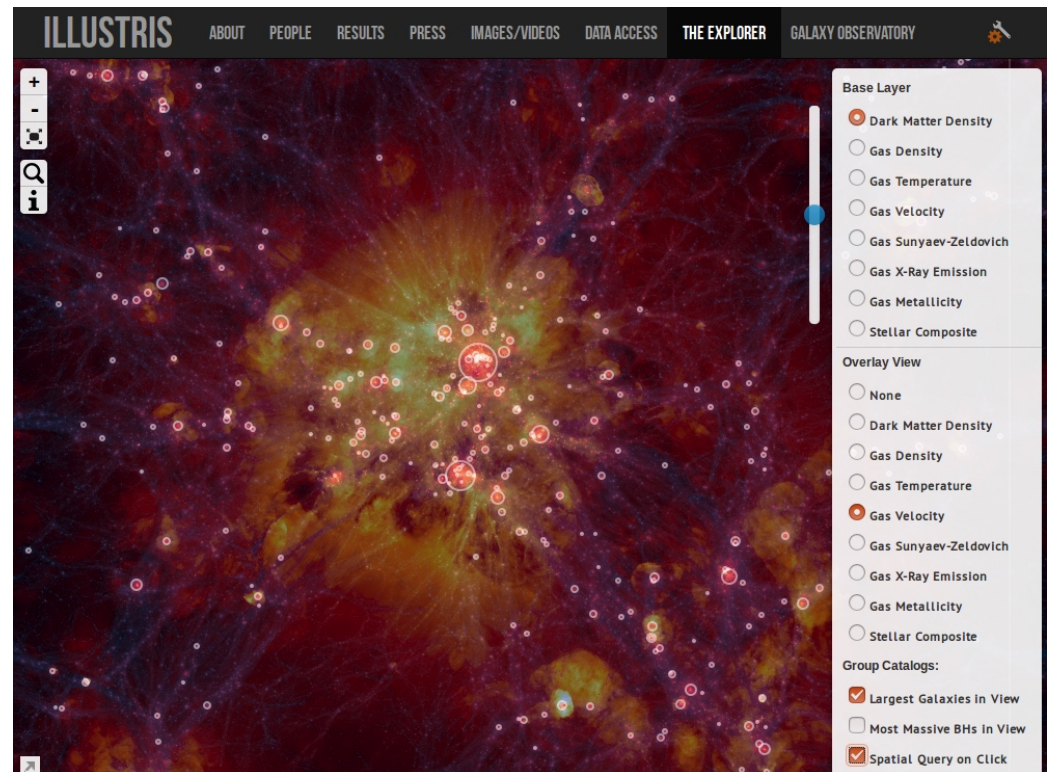 ILLUSTRIS ABOUT PEOPLE RESULTS PRESS IMAGES/VIDEOS DATA ACCESS THE EXPLORER GALAXY OBSERVATORY
+
-
i
Base Layer
Dark Matter Density
Gas Density
Gas Temperature
Gas Velocity
Gas Sunyaev-Zeldovich
Gas X-Ray Emission
Gas Metallicity
Stellar Composite
Overlay View
None
Dark Matter Density
Gas Density
Gas Temperature
Gas Velocity
Gas Sunyaev-Zeldovich
Gas X-Ray Emission
Gas Metallicity
Stellar Composite
Group Catalogs:
Largest Galaxies in View
Most Massive BHs in View
Spatial Query on Click